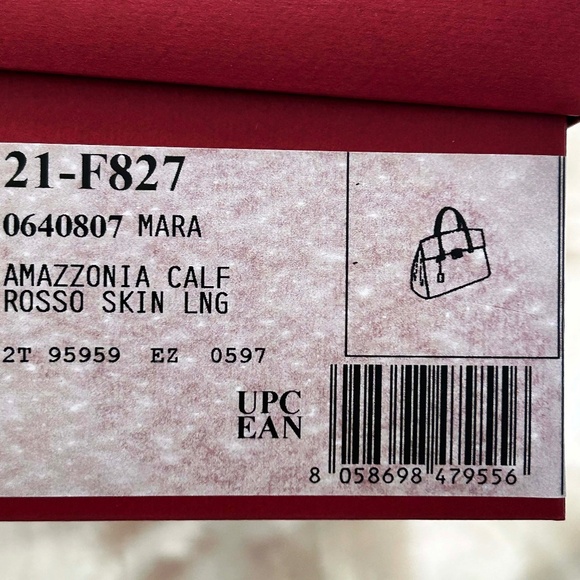 21-F827
0640807 MARA
AMAZZONIA CALF
ROSSO SKIN LNG
2T 95959 EZ 0597
UPC
EAN
8 058698 479556